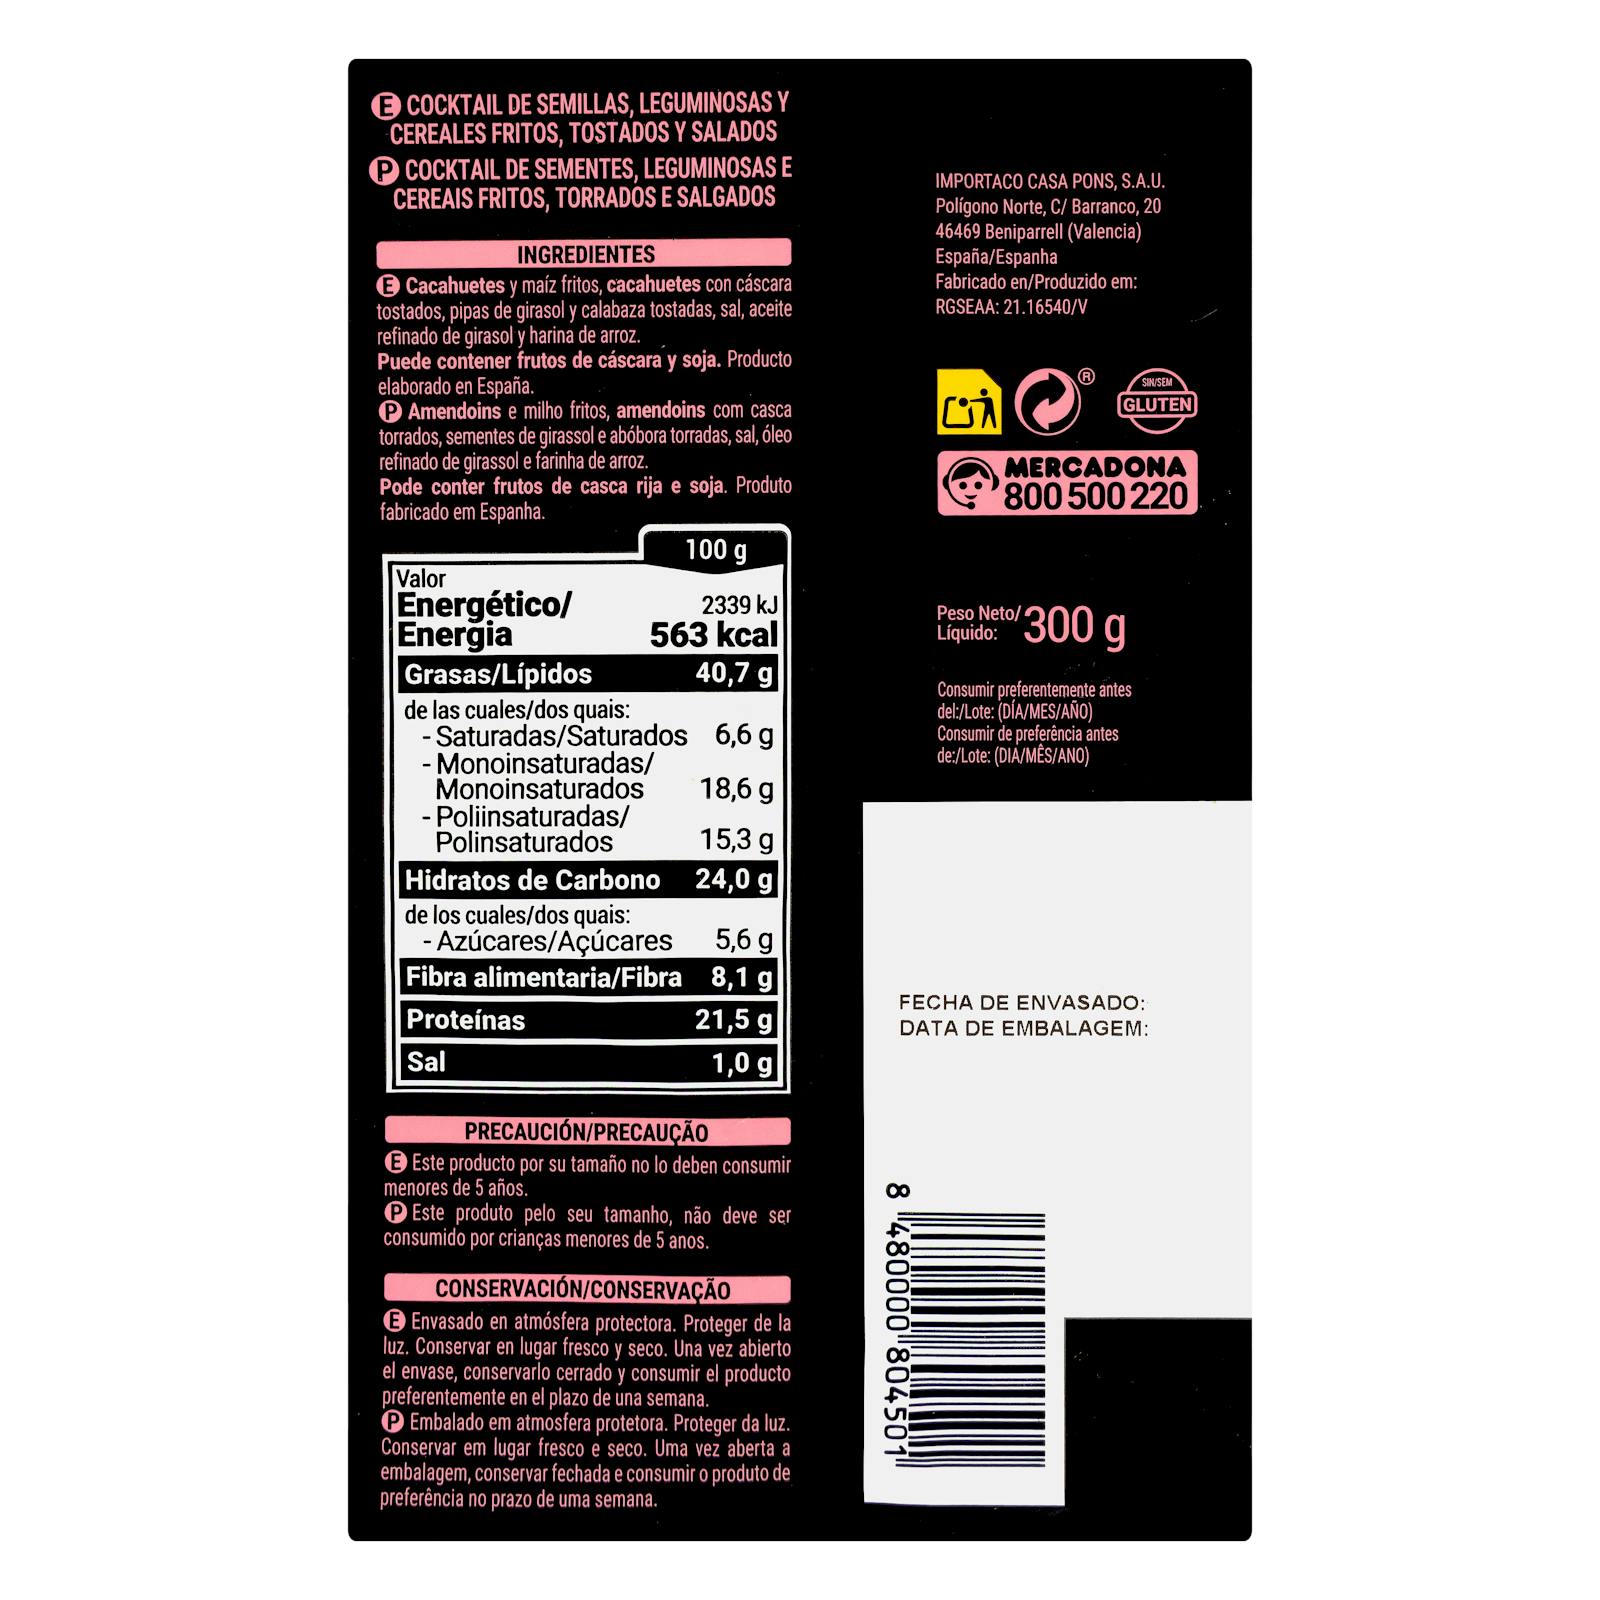 E COCKTAIL DE SEMILLAS, LEGUMINOSAS Y
CEREALES FRITOS, TOSTADOS Y SALADOS
P COCKTAIL DE SEMENTES, LEGUMINOSAS E
CEREAIS FRITOS, TORRADOS E SALGADOS
INGREDIENTES
E Cacahuetes y maíz fritos, cacahuetes con cáscara
tostados, pipas de girasol y calabaza tostadas, sal, aceite
refinado de girasol y harina de arroz.
Puede contener frutos de cáscara y soja. Producto
elaborado en España.
P Amendoins e milho fritos, amendoins com casca
torrados, sementes de girassol e abóbora torradas, sal, óleo
refinado de girassol e farinha de arroz.
Pode conter frutos de casca rija e soja. Produto
fabricado em Espanha.
100 g
Valor
Energético/ 2339 kJ
Energia 563 kcal
Grasas/Lípidos 40,7 g
de las cuales/dos quais:
- Saturadas/Saturados 6,6 g
- Monoinsaturadas/
Monoinsaturados 18,6 g
- Poliinsaturadas/
Polinsaturados 15,3 g
Hidratos de Carbono 24,0 g
de los cuales/dos quais:
- Azúcares/Açúcares 5,6 g
Fibra alimentaria/Fibra 8,1 g
Proteínas 21,5 g
Sal 1,0 g
PRECAUCIÓN/PRECAUÇÃO
E Este producto por su tamaño no lo deben consumir
menores de 5 años.
P Este produto pelo seu tamanho, não deve ser
consumido por crianças menores de 5 anos.
CONSERVACIÓN/CONSERVAÇÃO
E Envasado en atmósfera protectora. Proteger de la
luz. Conservar en lugar fresco y seco. Una vez abierto
el envase, conservarlo cerrado y consumir el producto
preferentemente en el plazo de una semana.
P Embalado em atmosfera protetora. Proteger da luz.
Conservar em lugar fresco e seco. Uma vez aberta a
embalagem, conservar fechada e consumir o produto de
preferência no prazo de uma semana.
IMPORTACO CASA PONS, S.A.U.
Polígono Norte, C/ Barranco, 20
46469 Beniparrell (Valencia)
España/Espanha
Fabricado en/Produzido em:
RGSEAA: 21.16540/V
®
SIN/SEM
GLUTEN
MERCADONA
800 500 220
Peso Neto/
Líquido: 300 g
Consumir preferentemente antes
del:/Lote: (DÍA/MES/AÑO)
Consumir de preferência antes
de:/Lote: (DIA/MÊS/ANO)
FECHA DE ENVASADO:
DATA DE EMBALAGEM:
8 480000 804501